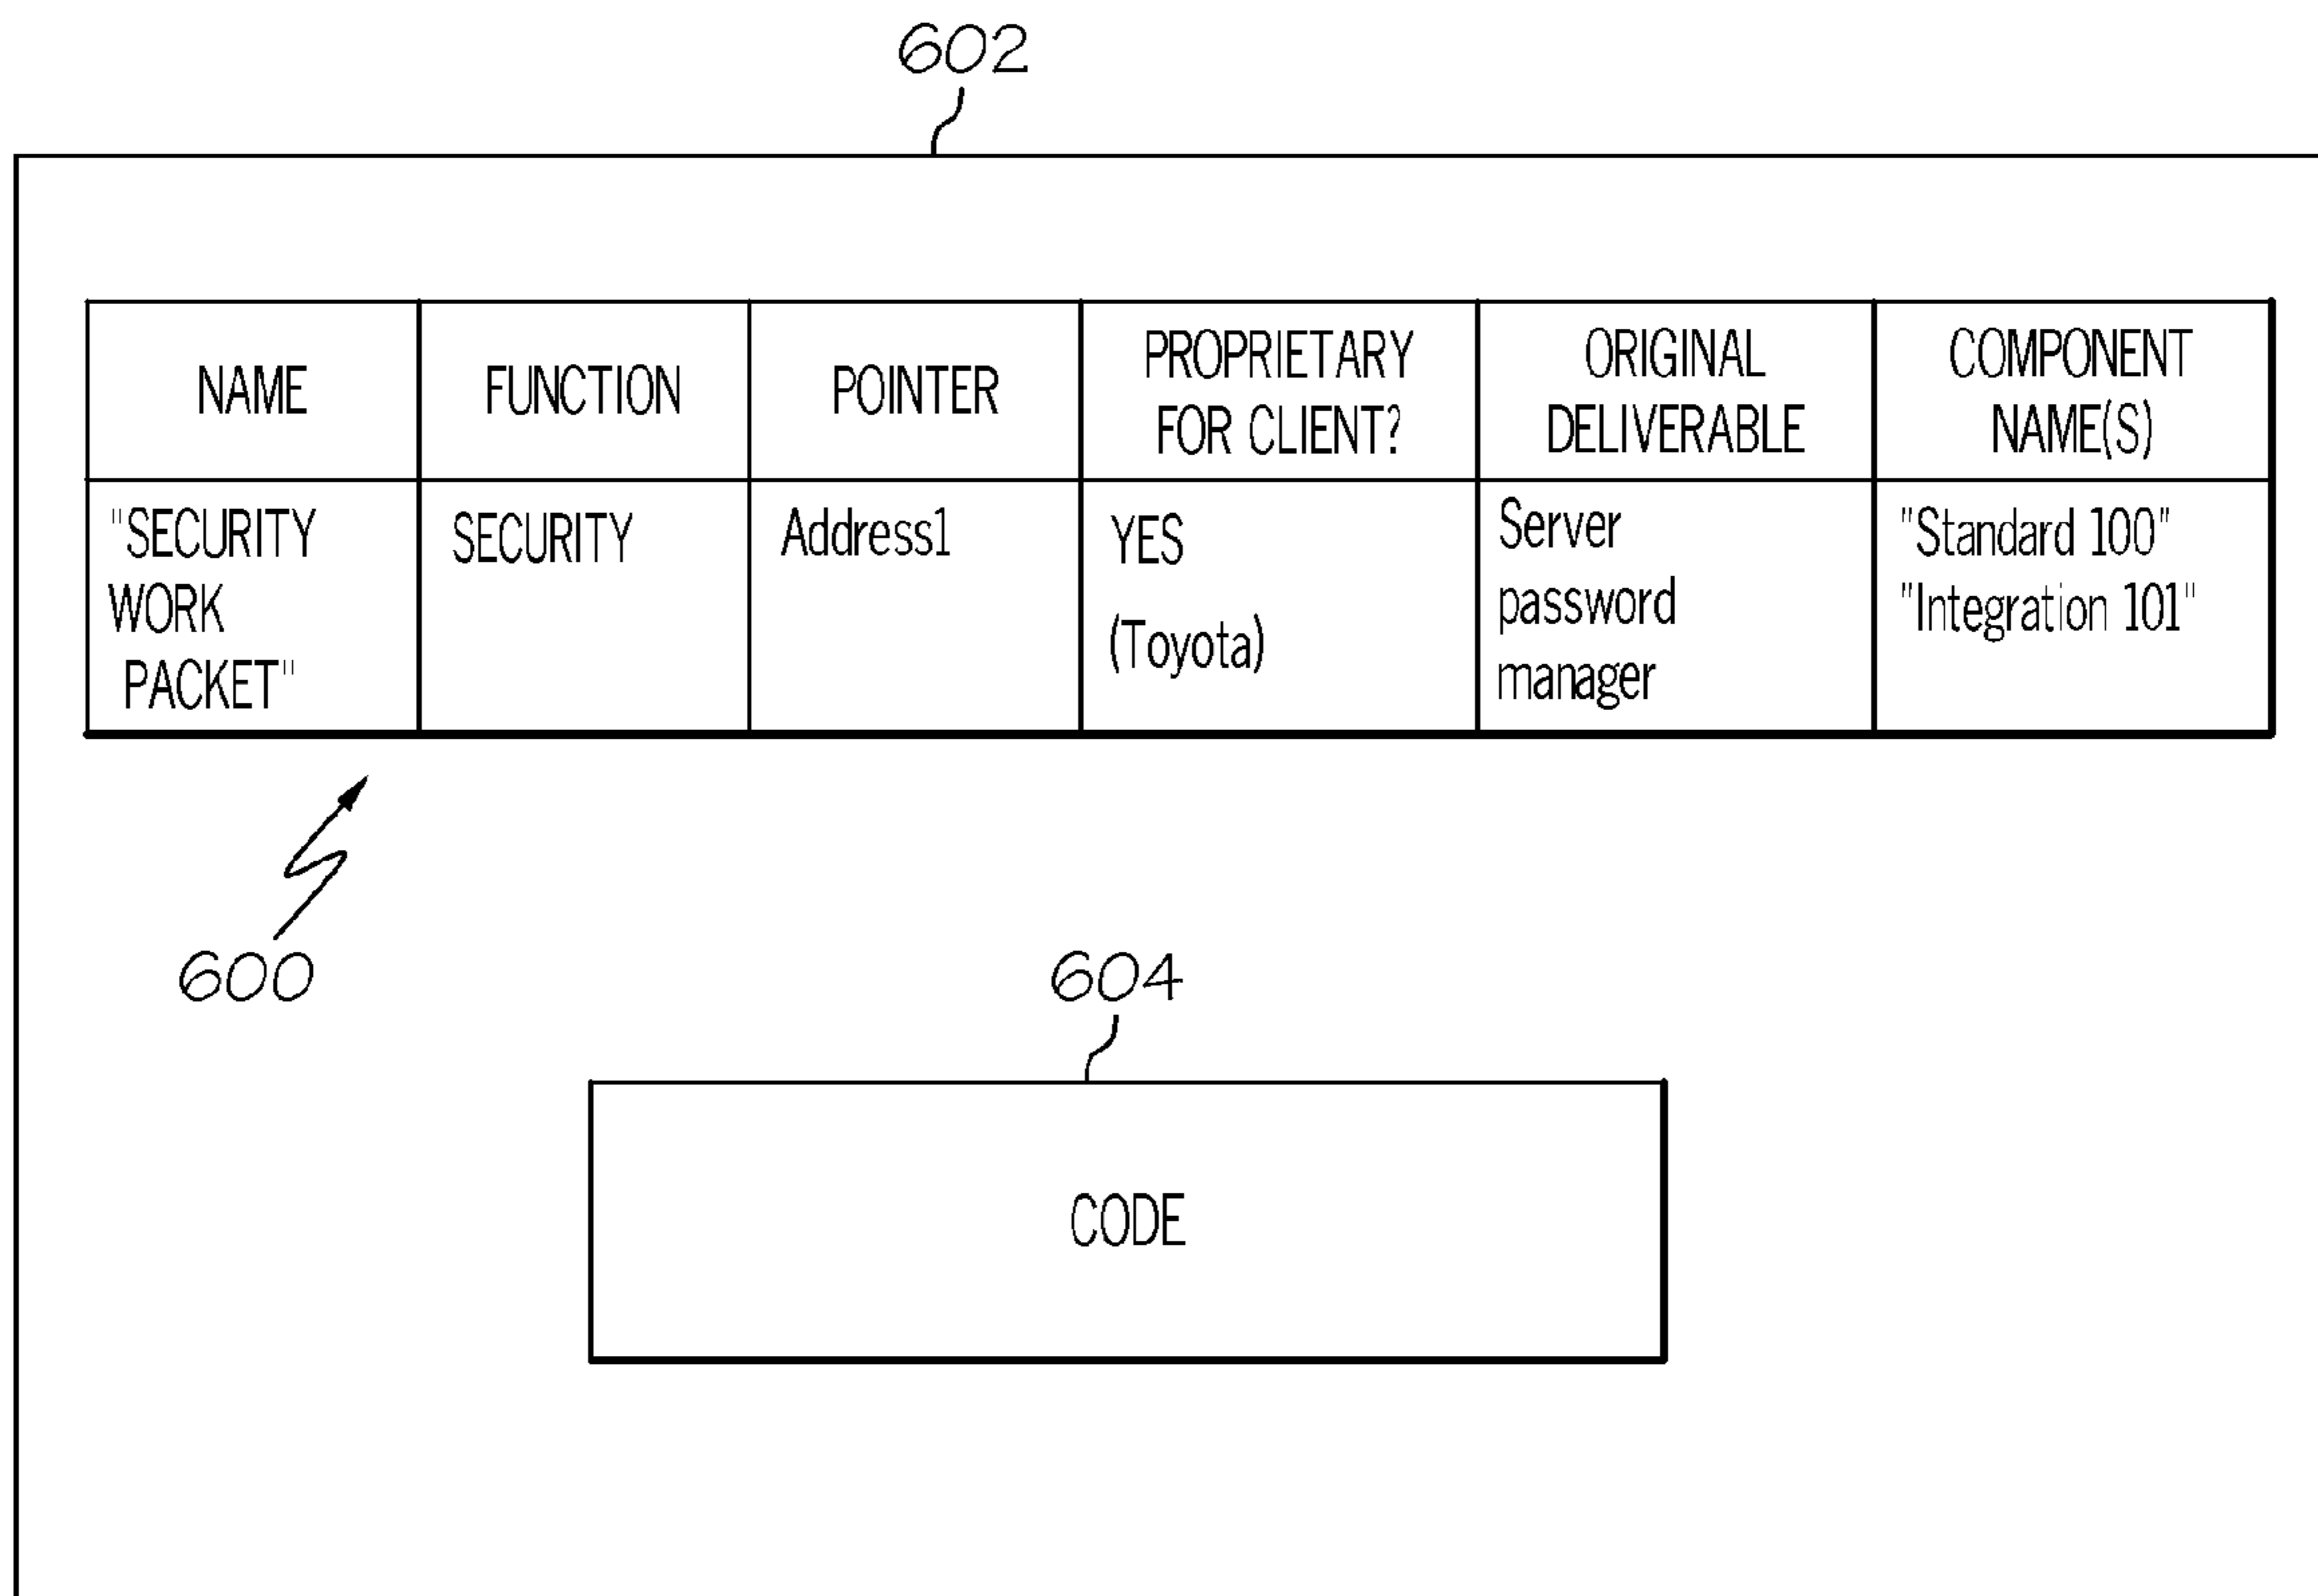 602
NAME
FUNCTION
POINTER
PROPRIETARY
FOR CLIENT?
ORIGINAL
DELIVERABLE
COMPONENT
NAME(S)
"SECURITY
WORK
PACKET"
SECURITY
Address1
YES
(Toyota)
Server
password
manager
"Standard 100"
"Integration 101"
600
604
CODE